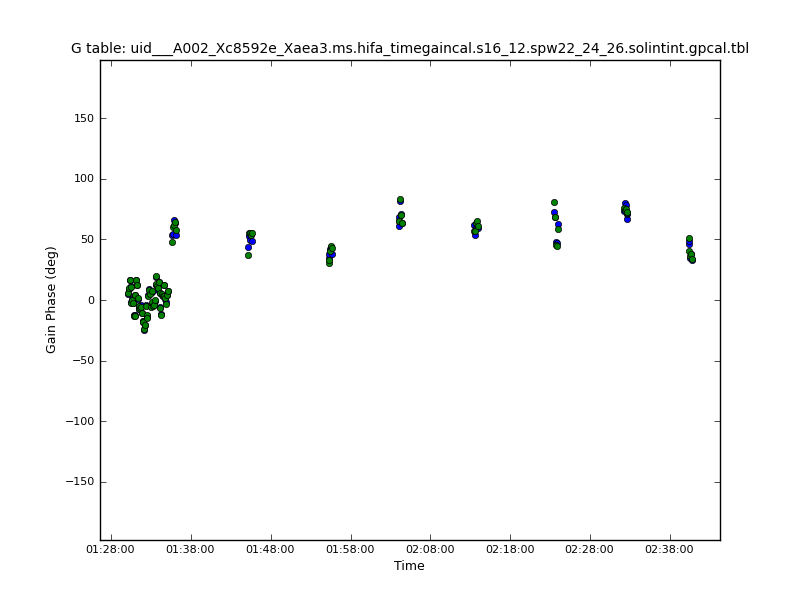 G table: uid___A002_Xc8592e_Xaea3.ms.hifa_timegaincal.s16_12.spw22_24_26.solintint.gpcal.tbl
150
100
50
0
−50
−100
−150
Gain Phase (deg)
01:28:00 01:38:00 01:48:00 01:58:00 02:08:00 02:18:00 02:28:00 02:38:00
Time